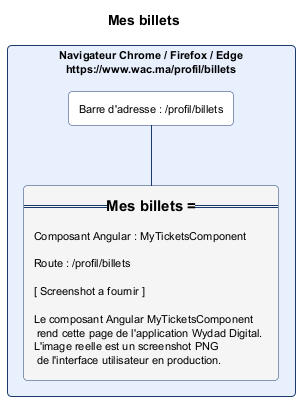 Mes billets
Navigateur Chrome / Firefox / Edge
https://www.wac.ma/profil/billets
Barre d'adresse : /profil/billets
Mes billets =
Composant Angular : MyTicketsComponent
Route : /profil/billets
[ Screenshot a fournir ]
Le composant Angular MyTicketsComponent
rend cette page de l'application Wydad Digital.
L'image reelle est un screenshot PNG
de l'interface utilisateur en production.